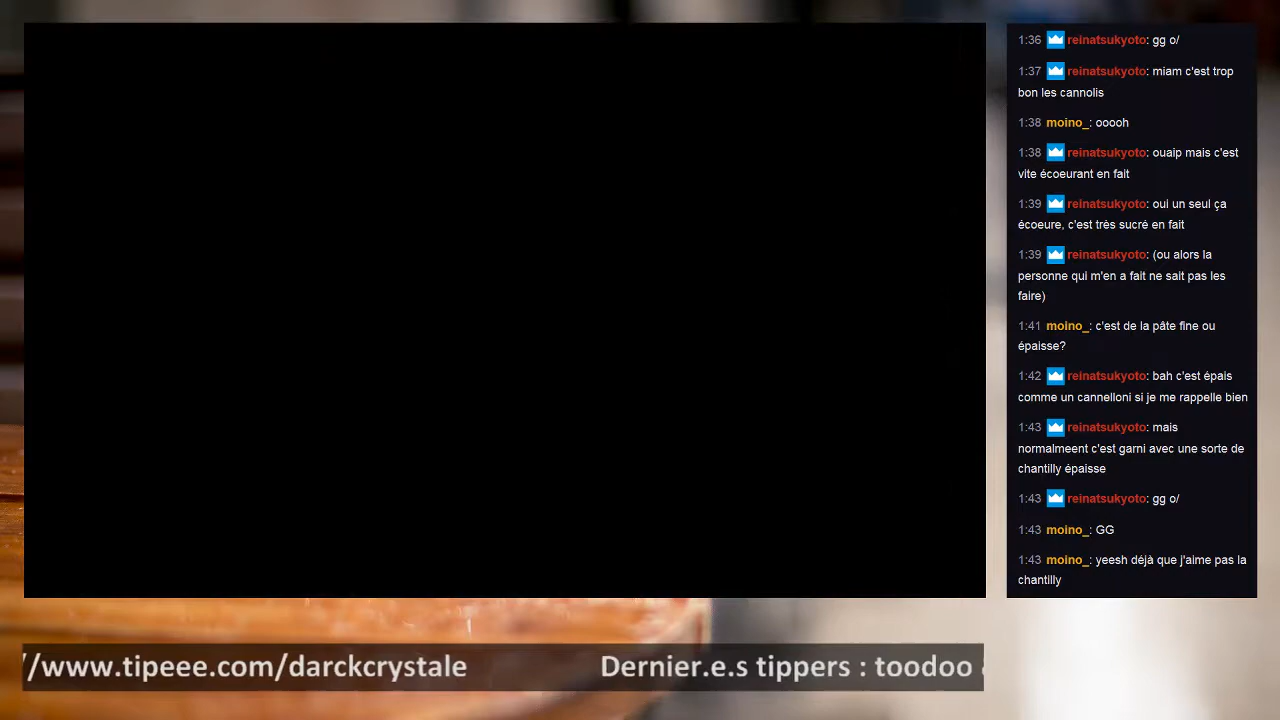 1:36 reinatsukyoto: gg o/
1:37 reinatsukyoto: miam c'est trop
bon les cannolis
1:38 moino_: ooooh
1:38 reinatsukyoto: ouaip mais c'est
vite écoeurant en fait
1:39 reinatsukyoto: oui un seul ça
écoeure, c'est très sucré en fait
1:39 reinatsukyoto: (ou alors la
personne qui m'en a fait ne sait pas les
faire)
1:41 moino_: c'est de la pâte fine ou
épaisse?
1:42 reinatsukyoto: bah c'est épais
comme un cannelloni si je me rappelle bien
1:43 reinatsukyoto: mais
normalmeent c'est garni avec une sorte de
chantilly épaisse
1:43 reinatsukyoto: gg o/
1:43 moino_: GG
1:43 moino_: yeesh déjà que j'aime pas la
chantilly
/www.tipeee.com/darckcrystale Dernier.e.s tippers : toodoo